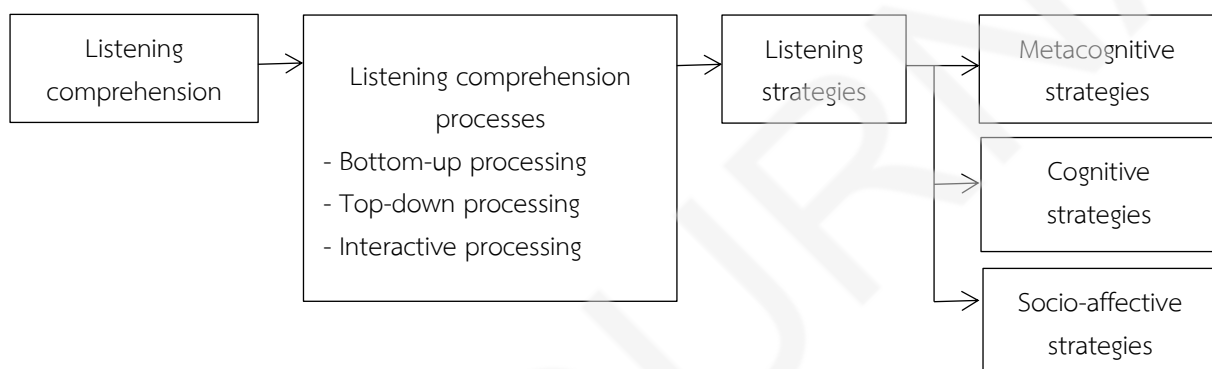 Listening
comprehension
Listening comprehension
processes
- Bottom-up processing
- Top-down processing
- Interactive processing
Listening
strategies
Metacognitive
strategies
Cognitive
strategies
Socio-affective
strategies